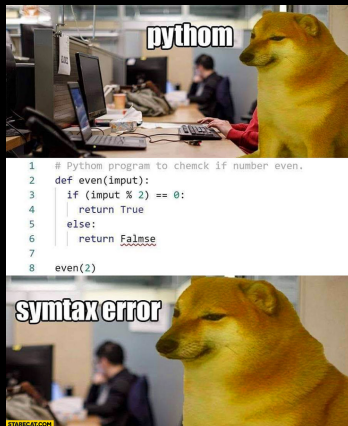 pythom
1 # Pythom program to chemck if number even.
2 def even(imput):
3 if (imput % 2) == 0:
4 return True
5 else:
6 return Falmse
7
8 even(2)
symtax error
STARECAT.COM